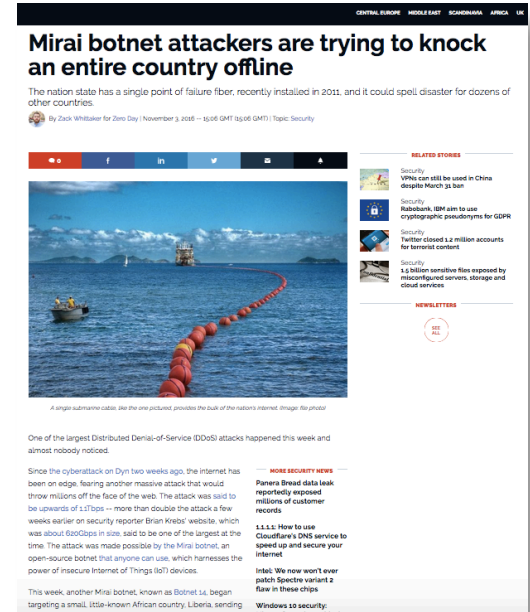 CENTRAL EUROPE MIDDLE EAST SCANDINAVIA AFRICA UK
Mirai botnet attackers are trying to knock
an entire country offline
The nation state has a single point of failure fiber, recently installed in 2011, and it could spell disaster for dozens of
other countries.
By Zack Whittaker for Zero Day | November 3, 2016 -- 15:06 GMT (15:06 GMT) | Topic: Security
0
f
in
A single submarine cable, like the one pictured, provides the bulk of the nation's internet. (Image: file photo)
One of the largest Distributed Denial-of-Service (DDoS) attacks happened this week and
almost nobody noticed.
Since the cyberattack on Dyn two weeks ago, the internet has
been on edge, fearing another massive attack that would
throw millions off the face of the web. The attack was said to
be upwards of 1.1Tbps -- more than double the attack a few
weeks earlier on security reporter Brian Krebs' website, which
was about 620Gbps in size, said to be one of the largest at the
time. The attack was made possible by the Mirai botnet, an
open-source botnet that anyone can use, which harnesses the
power of insecure Internet of Things (IoT) devices.
This week, another Mirai botnet, known as Botnet 14, began
targeting a small, little-known African country, Liberia, sending
MORE SECURITY NEWS
Panera Bread data leak
reportedly exposed
millions of customer
records
1.1.1.1: How to use
Cloudflare's DNS service to
speed up and secure your
internet
Intel: We now won't ever
patch Spectre variant 2
flaw in these chips
Windows 10 security:
RELATED STORIES
Security
VPNs can still be used in China
despite March 31 ban
Security
Rabobank, IBM aim to use
cryptographic pseudonyms for GDPR
Security
Twitter closed 1.2 million accounts
for terrorist content
Security
1.5 billion sensitive files exposed by
misconfigured servers, storage and
cloud services
NEWSLETTERS
SEE
ALL